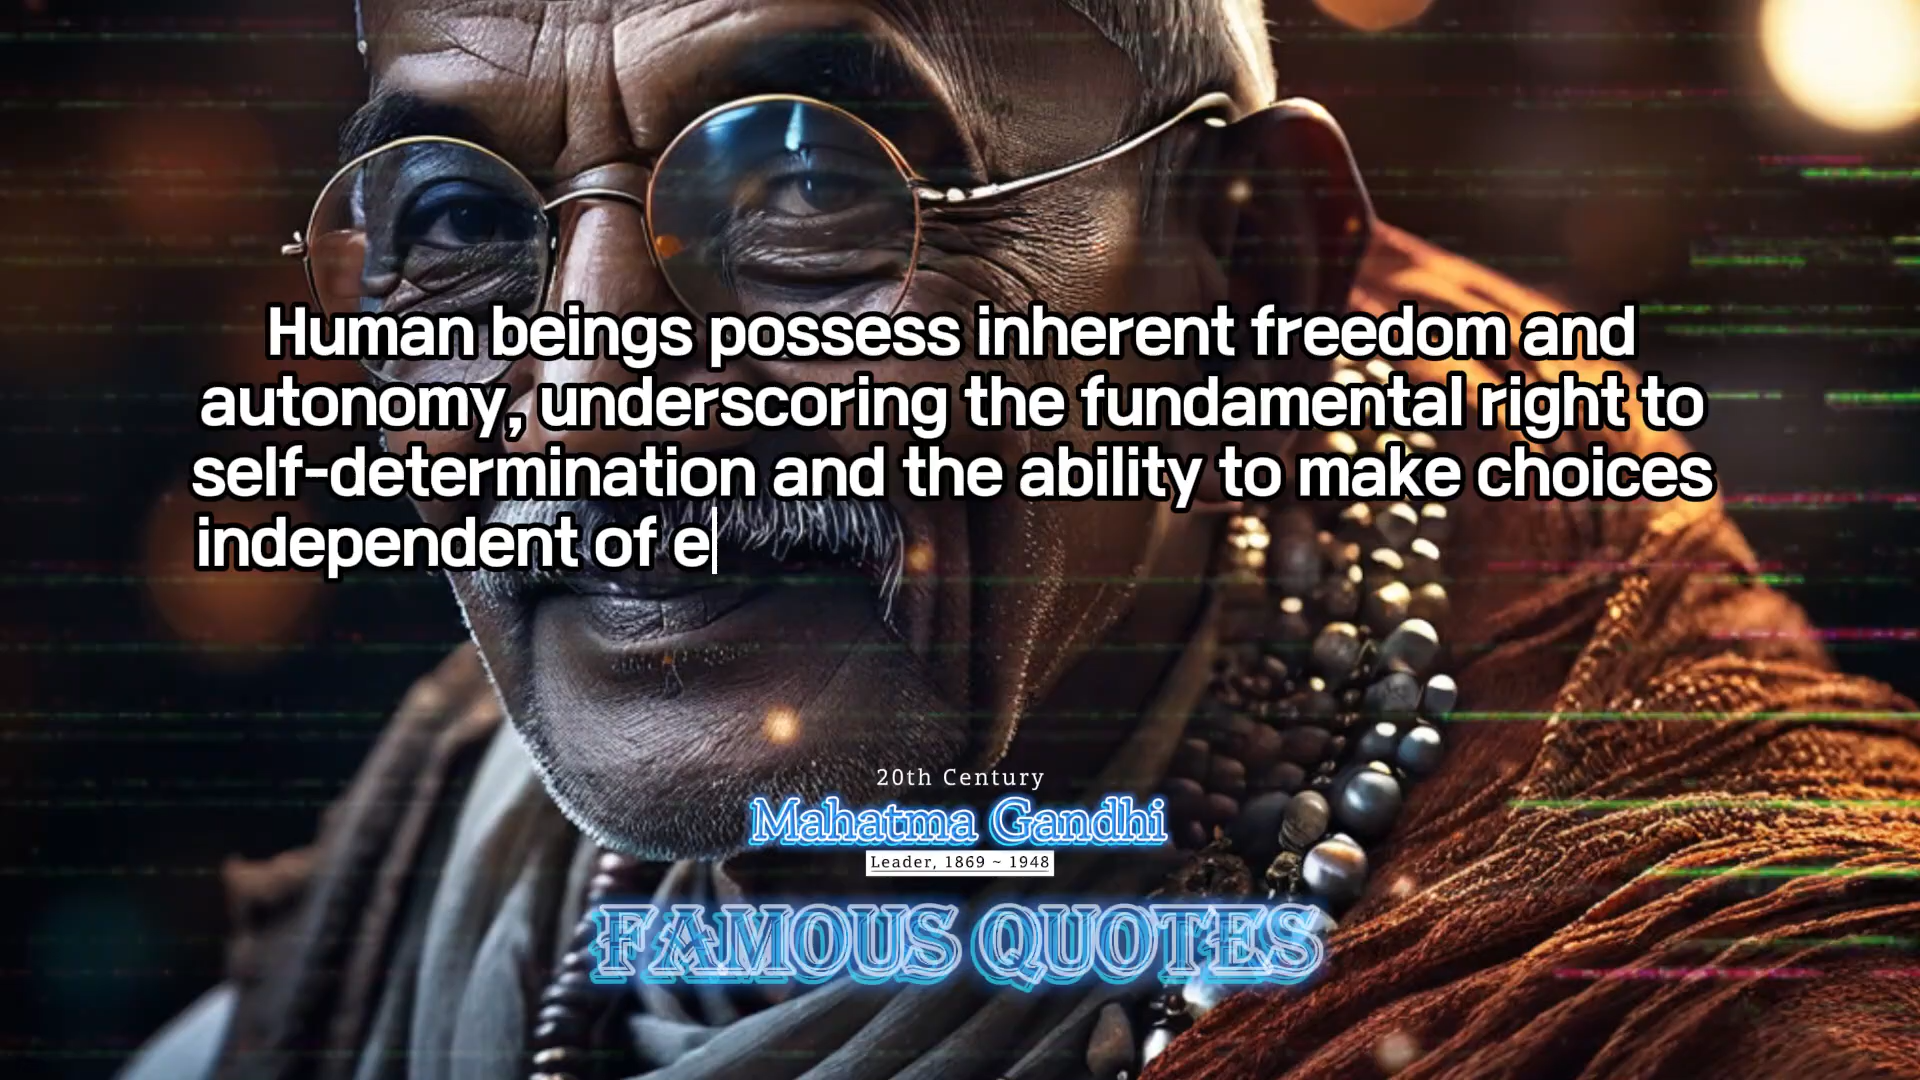 Human beings possess inherent freedom and
autonomy, underscoring the fundamental right to
self-determination and the ability to make choices
independent of e
20th Century
Mahatma Gandhi
Leader, 1869 ~ 1948
FAMOUS QUOTES